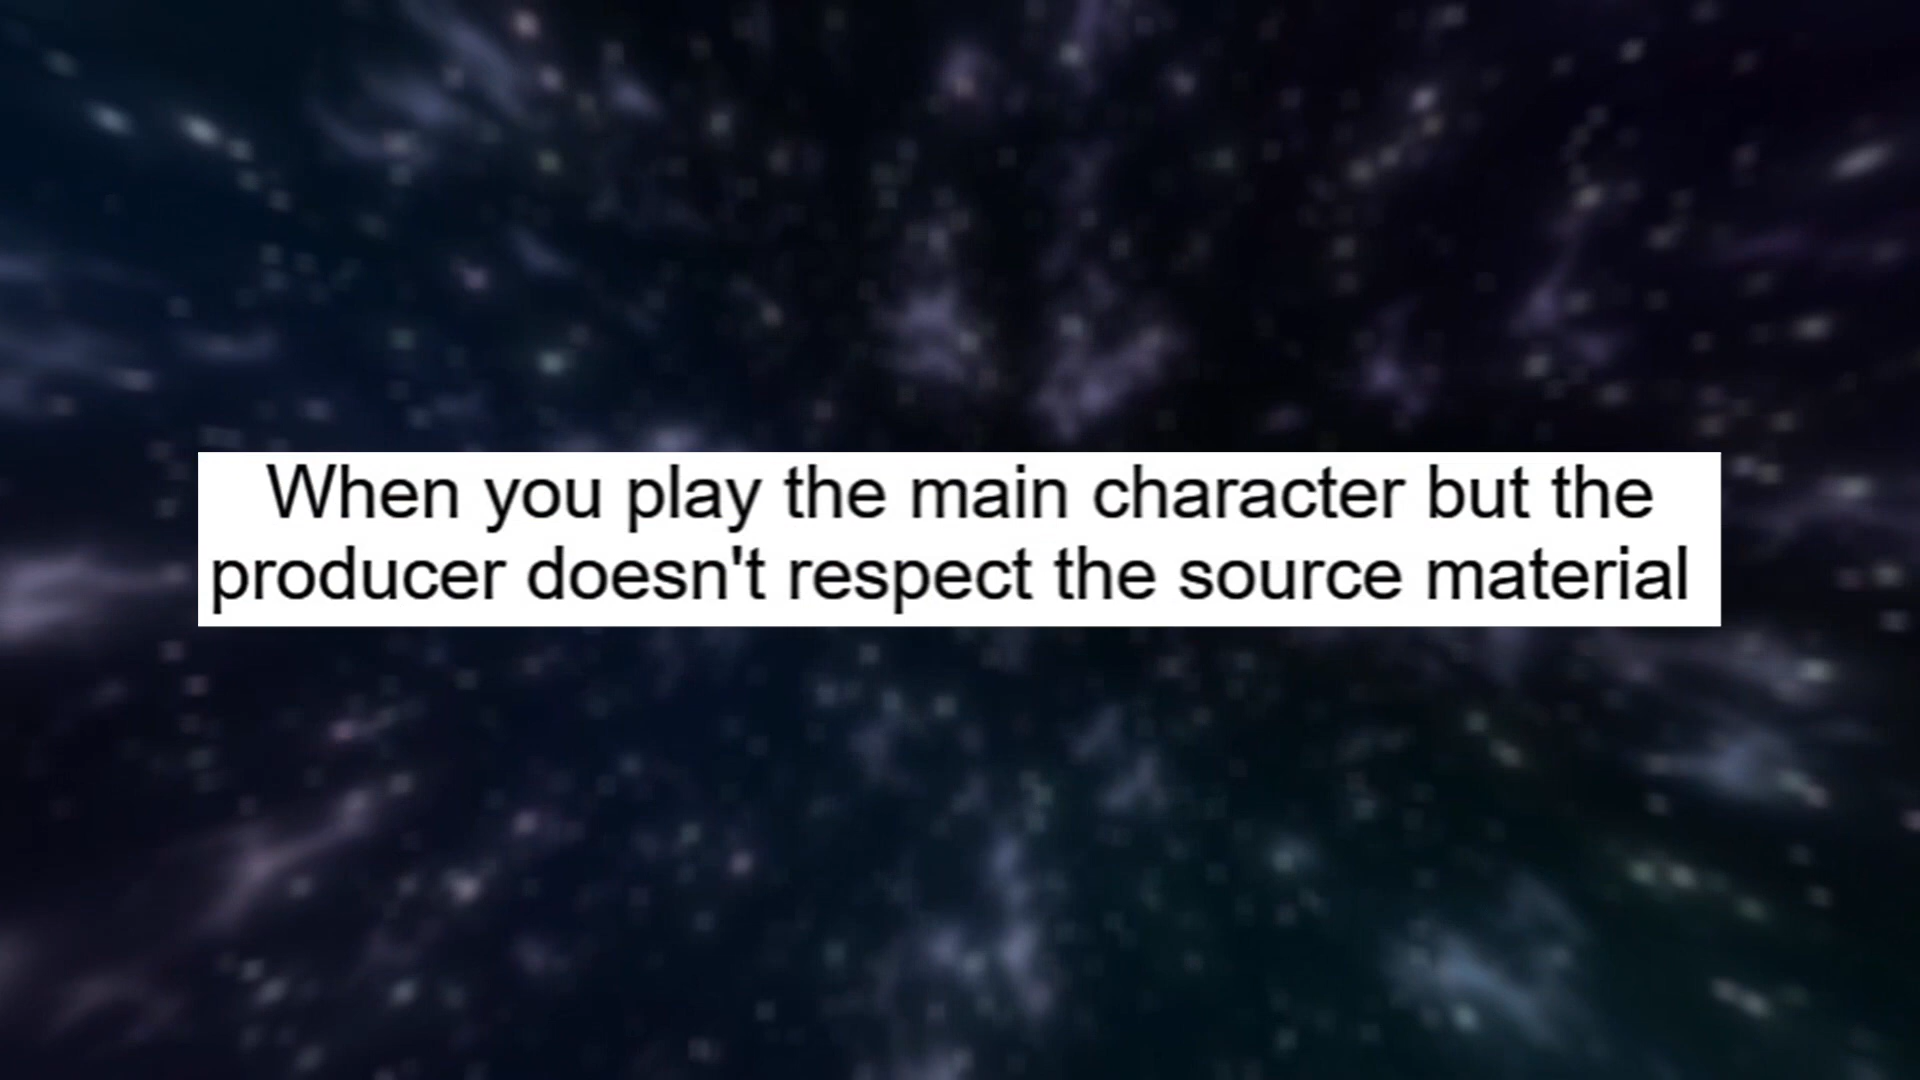 When you play the main character but the
producer doesn't respect the source material